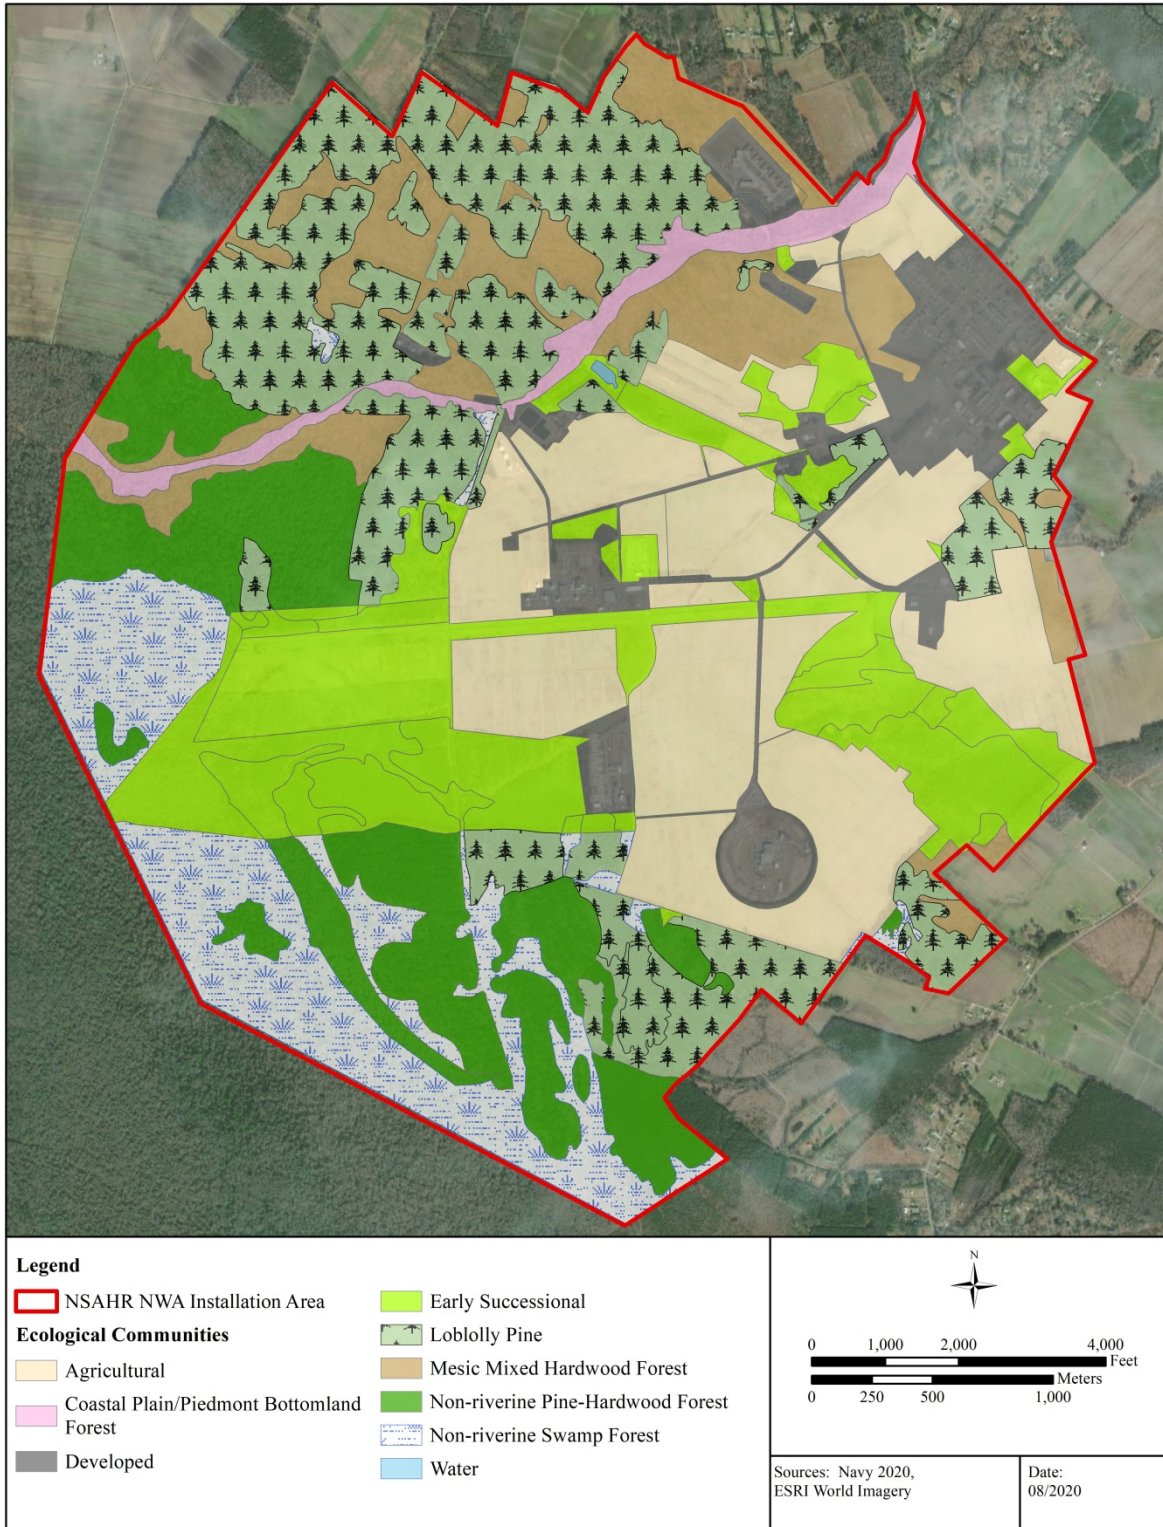 Legend
NSAHR NWA Installation Area
Ecological Communities
Agricultural
Coastal Plain/Piedmont Bottomland
Forest
Developed
Early Successional
Loblolly Pine
Mesic Mixed Hardwood Forest
Non-riverine Pine-Hardwood Forest
Non-riverine Swamp Forest
Water
N
0 1,000 2,000 4,000
Feet
Meters
0 250 500 1,000
Sources: Navy 2020,
ESRI World Imagery
Date:
08/2020